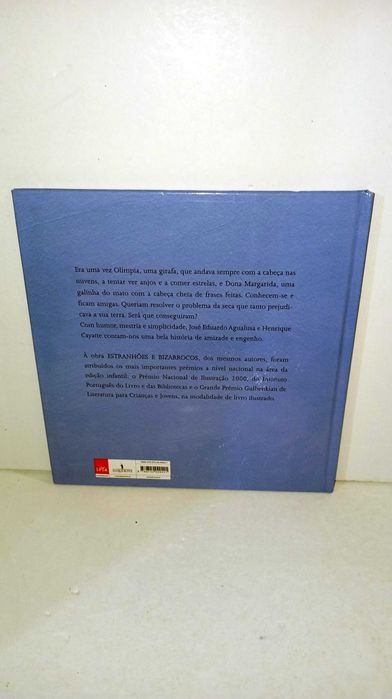 Era uma vez Olímpia, uma girafa, que andava sempre com a cabeça nas
nuvens, a tentar ver anjos e a comer estrelas, e Dona Margarida, uma
galinha do mato com a cabeça cheia de frases feitas. Conhecem-se e
ficam amigas. Queriam resolver o problema da seca que tanto prejudi-
cava a sua terra. Será que conseguiram?
Com humor, mestria e simplicidade, José Eduardo Agualusa e Henrique
Cayatte contam-nos uma bela história de amizade e engenho.
À obra ESTRANHÕES E BIZARROCOS, dos mesmos autores, foram
atribuídos os mais importantes prémios a nível nacional na área da
edição infantil: o Prémio Nacional de Ilustração 2000, do Instituto
Português do Livro e das Bibliotecas e o Grande Prémio Gulbenkian de
Literatura para Crianças e Jovens, na modalidade de livro ilustrado.